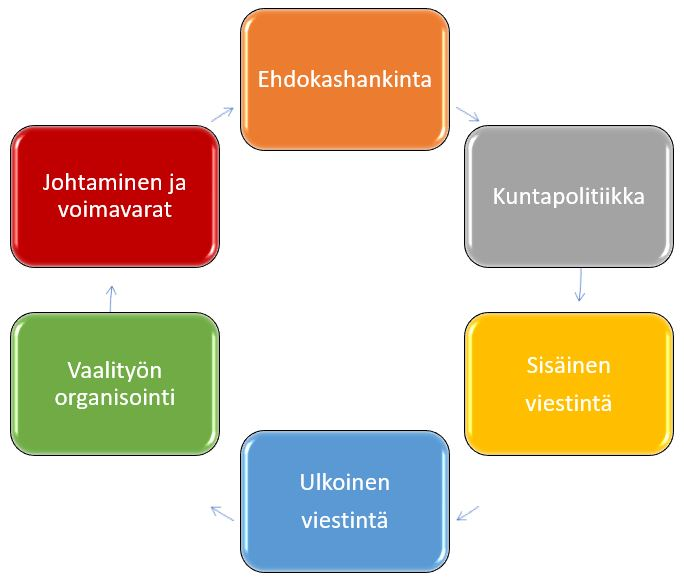 Ehdokashankinta
Johtaminen ja
voimavarat
Kuntapolitiikka
Vaalityön
organisointi
Sisäinen
viestintä
Ulkoinen
viestintä